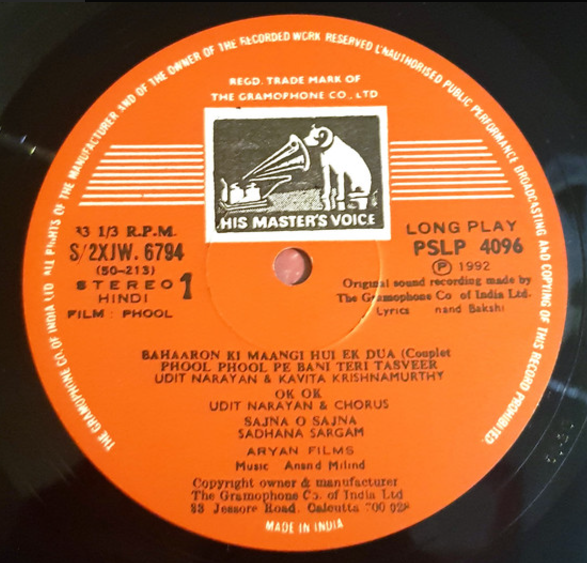 ALL RIGHTS OF THE MANUFACTURER AND OF THE OWNER OF THE RECORDED WORK RESERVED UNAUTHORISED PUBLIC PERFORMANCE BROADCASTING AND COPYING OF THIS RECORD PROHIBITED
REGD. TRADE MARK OF
THE GRAMOPHONE CO., LTD
HIS MASTER'S VOICE
33 1/3 R.P.M.
S/2XJW. 6794
(50-213)
STEREO 1
HINDI
FILM : PHOOL
LONG PLAY
PSLP 4096
Ⓟ 1992
Original sound recording made by
The Gramophone Co of India Ltd.
Lyrics nand Bakshi
BAHAARON KI MAANGI HUI EK DUA (Couplet
PHOOL PHOOL PE BANI TERI TASVEER
UDIT NARAYAN & KAVITA KRISHNAMURTHY
OK OK
UDIT NARAYAN & CHORUS
SAJNA O SAJNA
SADHANA SARGAM
ARYAN FILMS
Music Anand Milind
Copyright owner & manufacturer
The Gramophone Co. of India Ltd
33 Jessore Road. Calcutta 700 028
MADE IN INDIA
THE GRAMOPHONE CO. OF INDIA LTD